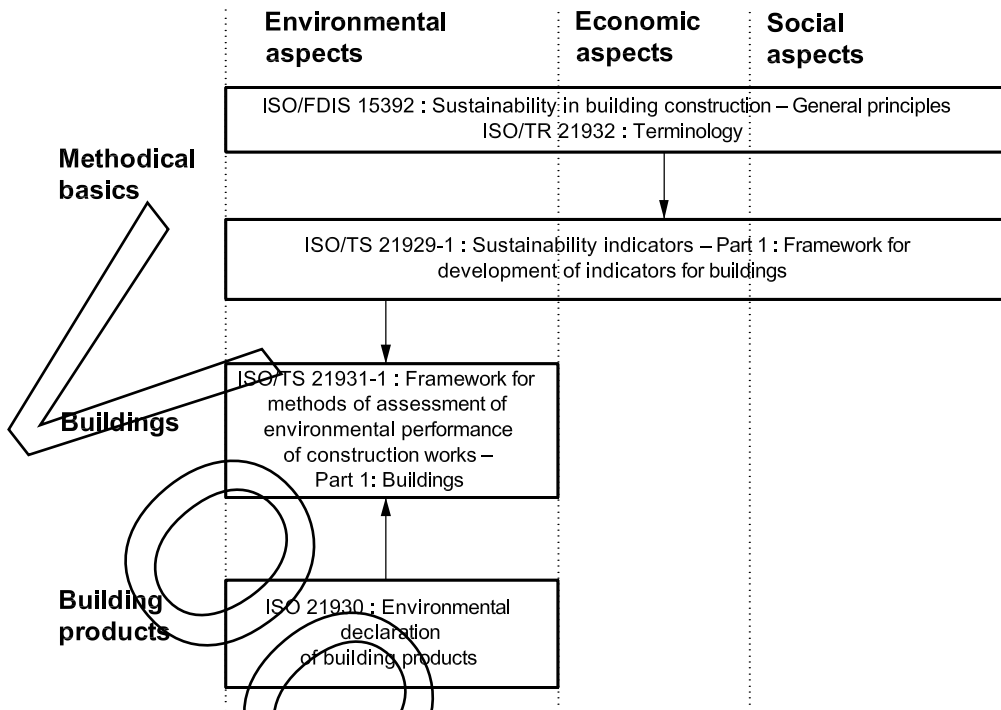 Environmental
aspects
Economic
aspects
Social
aspects
ISO/FDIS 15392 : Sustainability in building construction – General principles
ISO/TR 21932 : Terminology
Methodical
basics
ISO/TS 21929-1 : Sustainability indicators – Part 1 : Framework for
development of indicators for buildings
Buildings
ISO/TS 21931-1 : Framework for
methods of assessment of
environmental performance
of construction works –
Part 1: Buildings
Building
products
ISO 21930 : Environmental
declaration
of building products